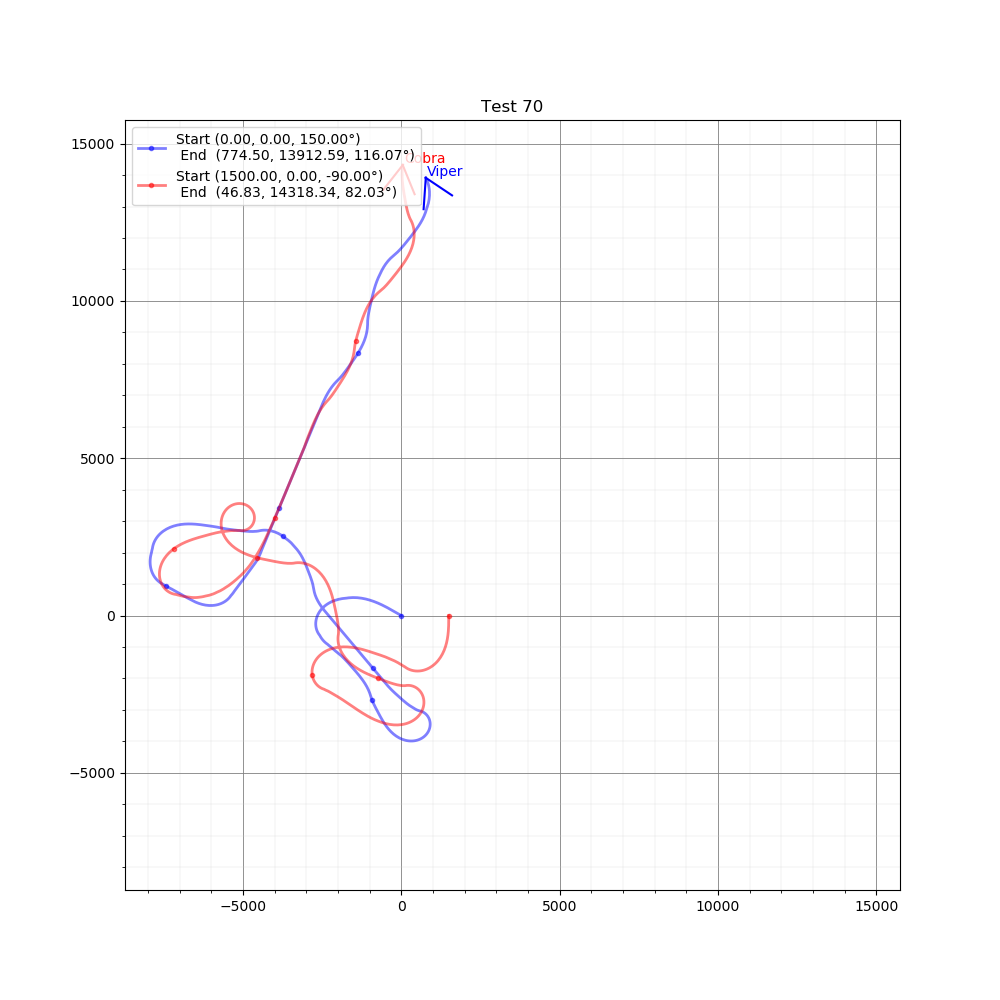 Test 70
Start (0.00, 0.00, 150.00°)
End (774.50, 13912.59, 116.07°)
Start (1500.00, 0.00, -90.00°)
End (46.83, 14318.34, 82.03°)
Cobra
Viper
15000
10000
5000
0
−5000
−5000
0
5000
10000
15000